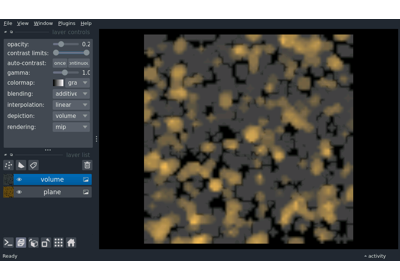 File View Window Plugins Help
layer controls
opacity: 0.2
contrast limits:
auto-contrast: once
gamma: 1.0
colormap: gra
blending: additive
interpolation: linear
depiction: volume
rendering: mip
layer list
volume
plane
Ready
activity